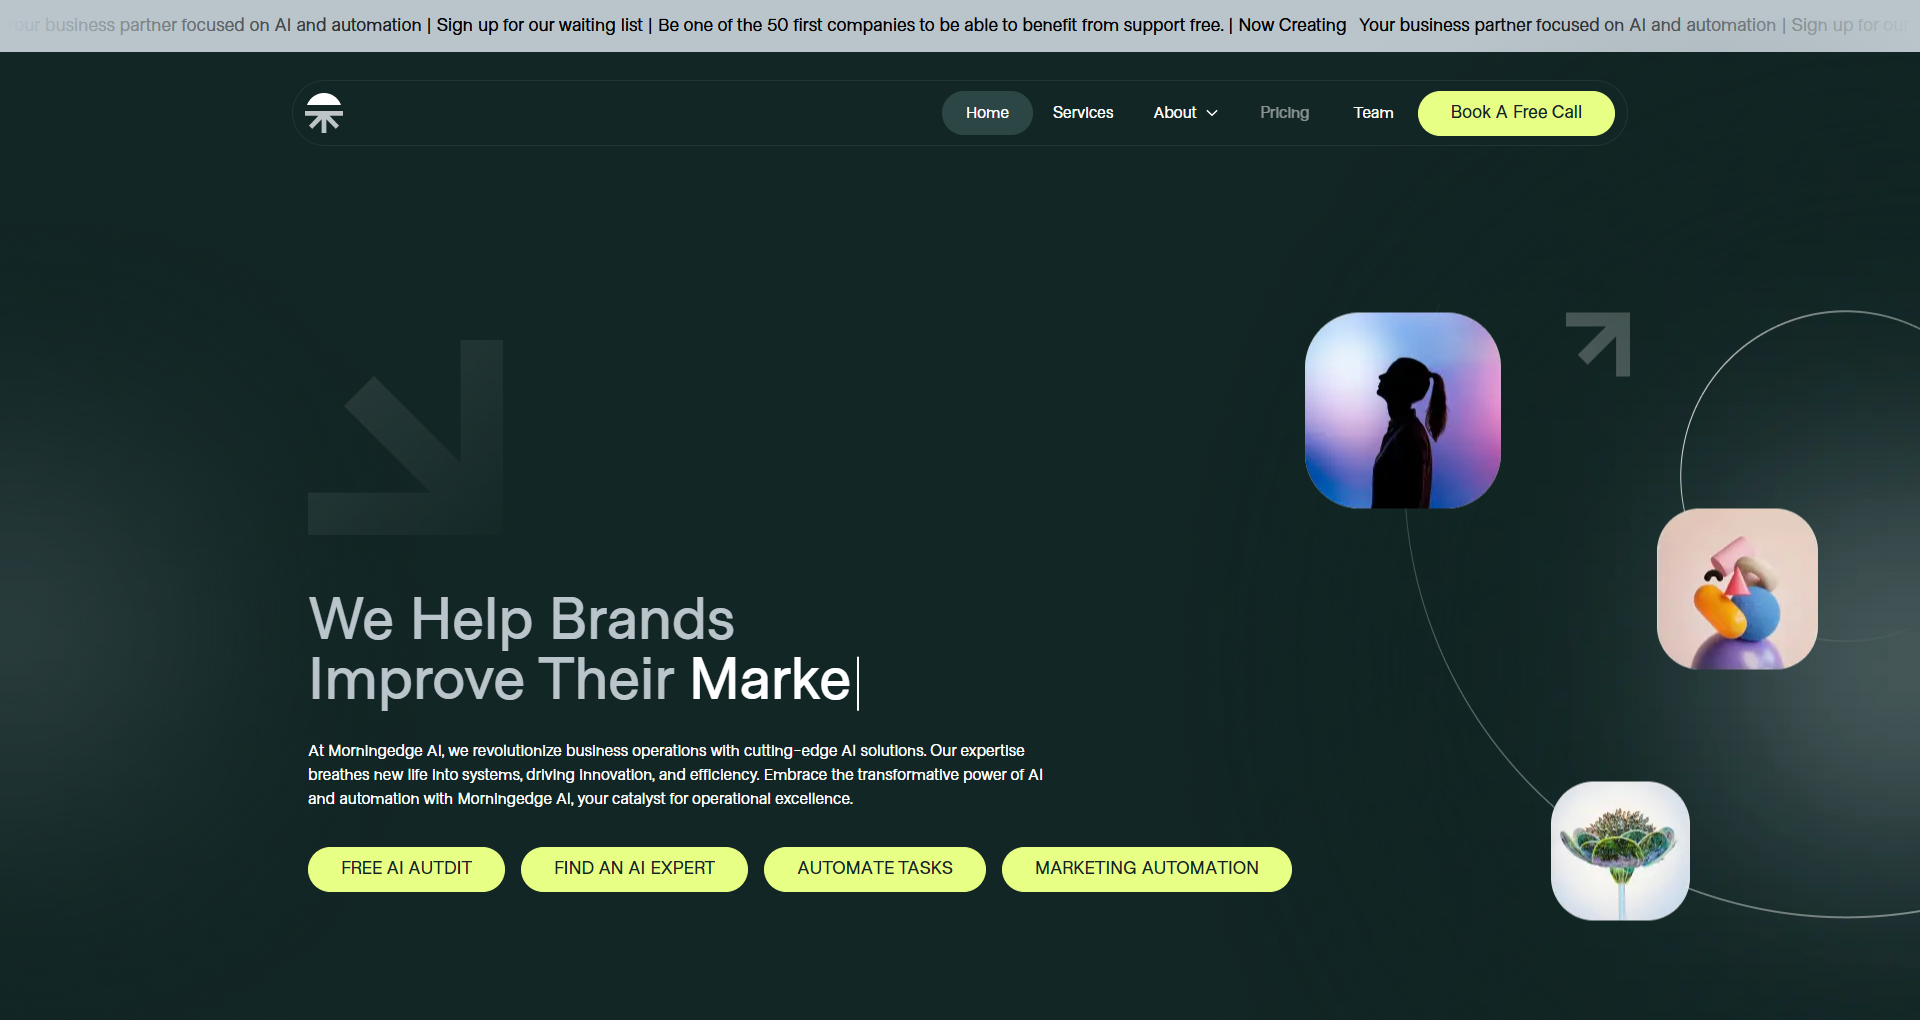 our business partner focused on AI and automation | Sign up for our waiting list | Be one of the 50 first companies to be able to benefit from support free. | Now Creating Your business partner focused on AI and automation | Sign up for our
Home Services About Pricing Team Book A Free Call
We Help Brands
Improve Their Marke
At Morningedge AI, we revolutionize business operations with cutting-edge AI solutions. Our expertise
breathes new life into systems, driving innovation, and efficiency. Embrace the transformative power of AI
and automation with Morningedge AI, your catalyst for operational excellence.
FREE AI AUTDIT FIND AN AI EXPERT AUTOMATE TASKS MARKETING AUTOMATION